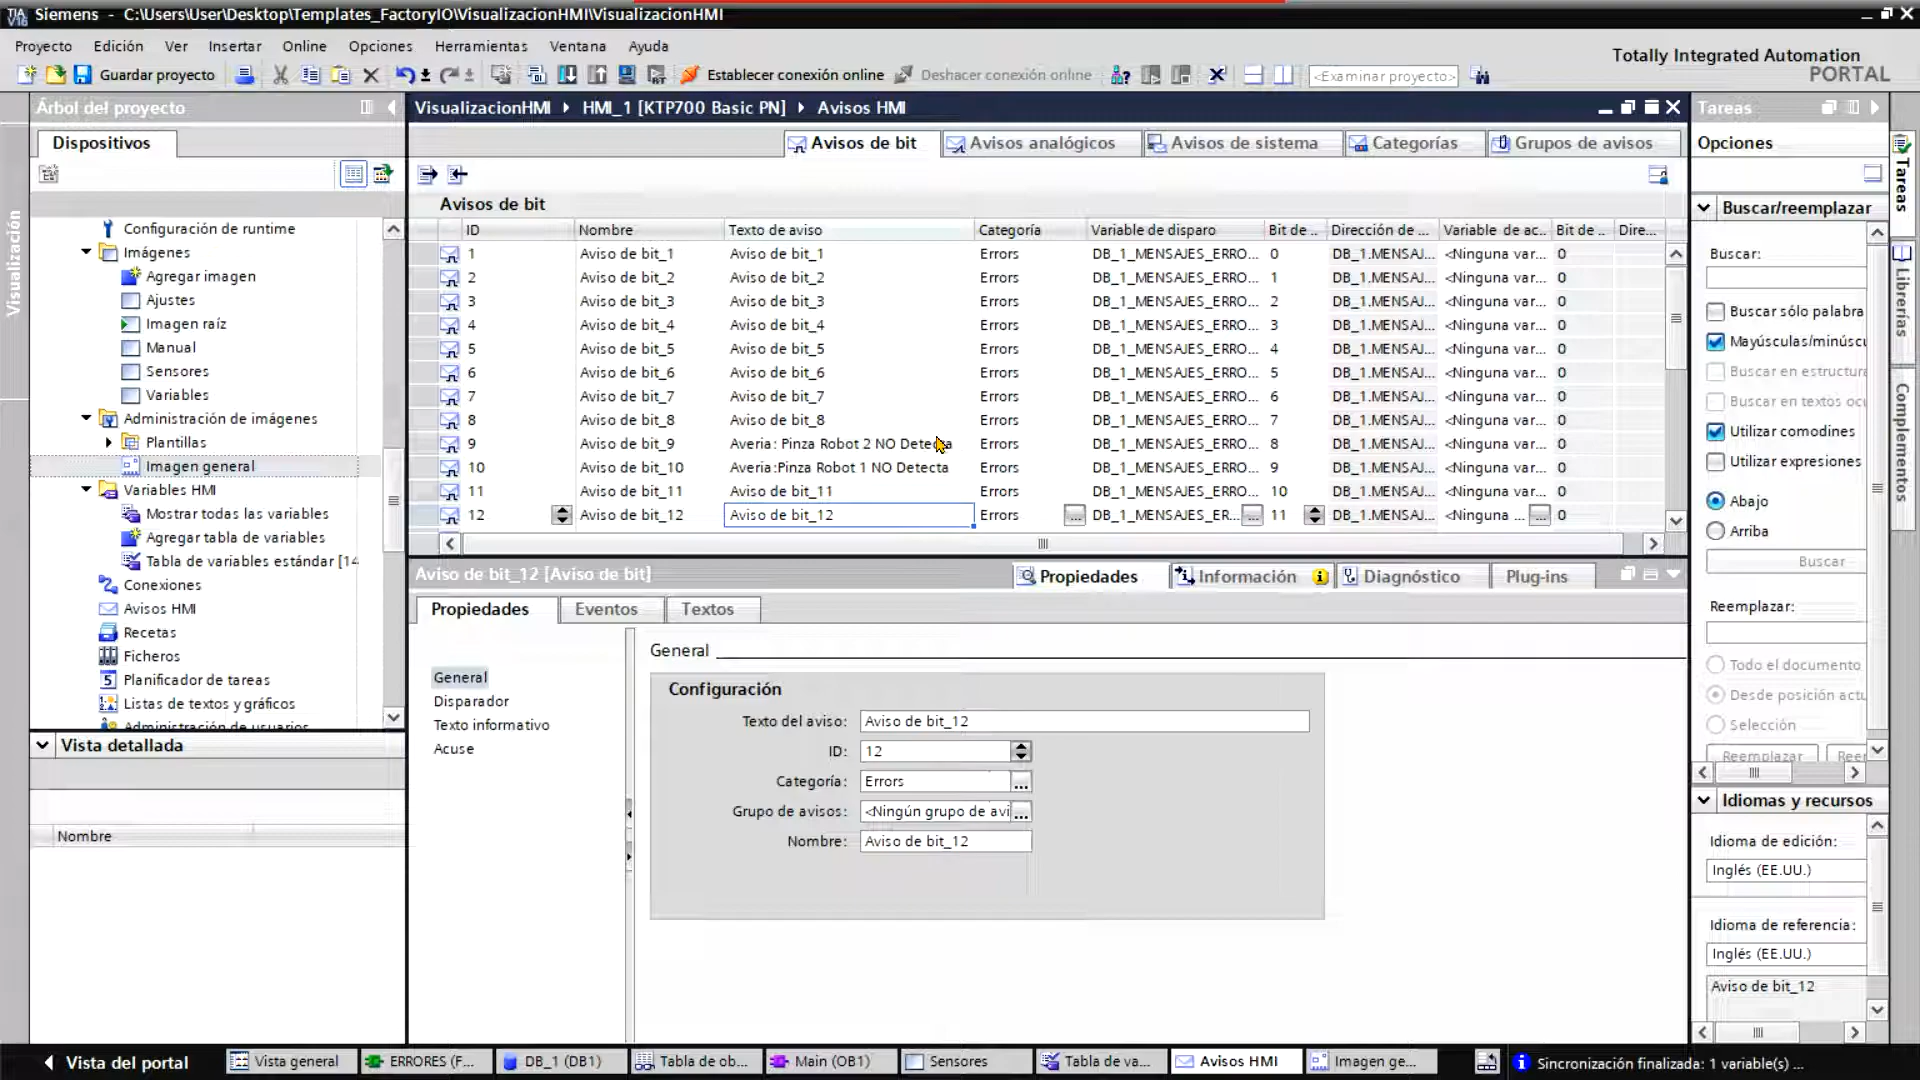 Siemens - C:\Users\User\Desktop\Templates_FactoryIO\VisualizacionHMI\VisualizacionHMI
Proyecto Edición Ver Insertar Online Opciones Herramientas Ventana Ayuda
Totally Integrated Automation
PORTAL
Guardar proyecto Establecer conexión online Deshacer conexión online <Examinar proyecto>
Árbol del proyecto
VisualizacionHMI HMI_1 [KTP700 Basic PN] Avisos HMI
Tareas
Dispositivos
Avisos de bit Avisos analógicos Avisos de sistema Categorías Grupos de avisos
Opciones
Visualización
Tareas
Librerías
Complementos
Avisos de bit
ID Nombre Texto de aviso Categoría Variable de disparo Bit de .. Dirección de ... Variable de ac.. Bit de .. Dire...
1 Aviso de bit_1 Aviso de bit_1 Errors DB_1_MENSAJES_ERRO... 0 DB_1.MENSAJ... <Ninguna var... 0
2 Aviso de bit_2 Aviso de bit_2 Errors DB_1_MENSAJES_ERRO... 1 DB_1.MENSAJ... <Ninguna var... 0
3 Aviso de bit_3 Aviso de bit_3 Errors DB_1_MENSAJES_ERRO... 2 DB_1.MENSAJ... <Ninguna var... 0
4 Aviso de bit_4 Aviso de bit_4 Errors DB_1_MENSAJES_ERRO... 3 DB_1.MENSAJ... <Ninguna var... 0
5 Aviso de bit_5 Aviso de bit_5 Errors DB_1_MENSAJES_ERRO... 4 DB_1.MENSAJ... <Ninguna var... 0
6 Aviso de bit_6 Aviso de bit_6 Errors DB_1_MENSAJES_ERRO... 5 DB_1.MENSAJ... <Ninguna var... 0
7 Aviso de bit_7 Aviso de bit_7 Errors DB_1_MENSAJES_ERRO... 6 DB_1.MENSAJ... <Ninguna var... 0
8 Aviso de bit_8 Aviso de bit_8 Errors DB_1_MENSAJES_ERRO... 7 DB_1.MENSAJ... <Ninguna var... 0
9 Aviso de bit_9 Averia: Pinza Robot 2 NO Detecta Errors DB_1_MENSAJES_ERRO... 8 DB_1.MENSAJ... <Ninguna var... 0
10 Aviso de bit_10 Averia:Pinza Robot 1 NO Detecta Errors DB_1_MENSAJES_ERRO... 9 DB_1.MENSAJ... <Ninguna var... 0
11 Aviso de bit_11 Aviso de bit_11 Errors DB_1_MENSAJES_ERRO... 10 DB_1.MENSAJ... <Ninguna var... 0
12 Aviso de bit_12 Aviso de bit_12 Errors ... DB_1_MENSAJES_ER... ... 11 DB_1.MENSAJ... <Ninguna ... ... 0
Configuración de runtime
Imágenes
Agregar imagen
Ajustes
Imagen raíz
Manual
Sensores
Variables
Administración de imágenes
Plantillas
Imagen general
Variables HMI
Mostrar todas las variables
Agregar tabla de variables
Tabla de variables estándar [14
Conexiones
Avisos HMI
Recetas
Ficheros
Planificador de tareas
Listas de textos y gráficos
Administración de usuarios
Vista detallada
Nombre
Aviso de bit_12 [Aviso de bit]
Propiedades Información Diagnóstico Plug-ins
Propiedades Eventos Textos
General
Disparador
Texto informativo
Acuse
General
Configuración
Texto del aviso: Aviso de bit_12
ID: 12
Categoría: Errors ...
Grupo de avisos: <Ningún grupo de avi ...
Nombre: Aviso de bit_12
Buscar/reemplazar
Buscar:
Buscar sólo palabra
Mayúsculas/minúscu
Buscar en estructura
Buscar en textos ocu
Utilizar comodines
Utilizar expresiones
Abajo
Arriba
Buscar
Reemplazar:
Todo el documento
Desde posición actu
Selección
Reemplazar Reer
Idiomas y recursos
Idioma de edición:
Inglés (EE.UU.)
Idioma de referencia:
Inglés (EE.UU.)
Aviso de bit_12
Vista del portal Vista general ERRORES (F... DB_1 (DB1) Tabla de ob... Main (OB1) Sensores Tabla de va... Avisos HMI Imagen ge... Sincronización finalizada: 1 variable(s) ...